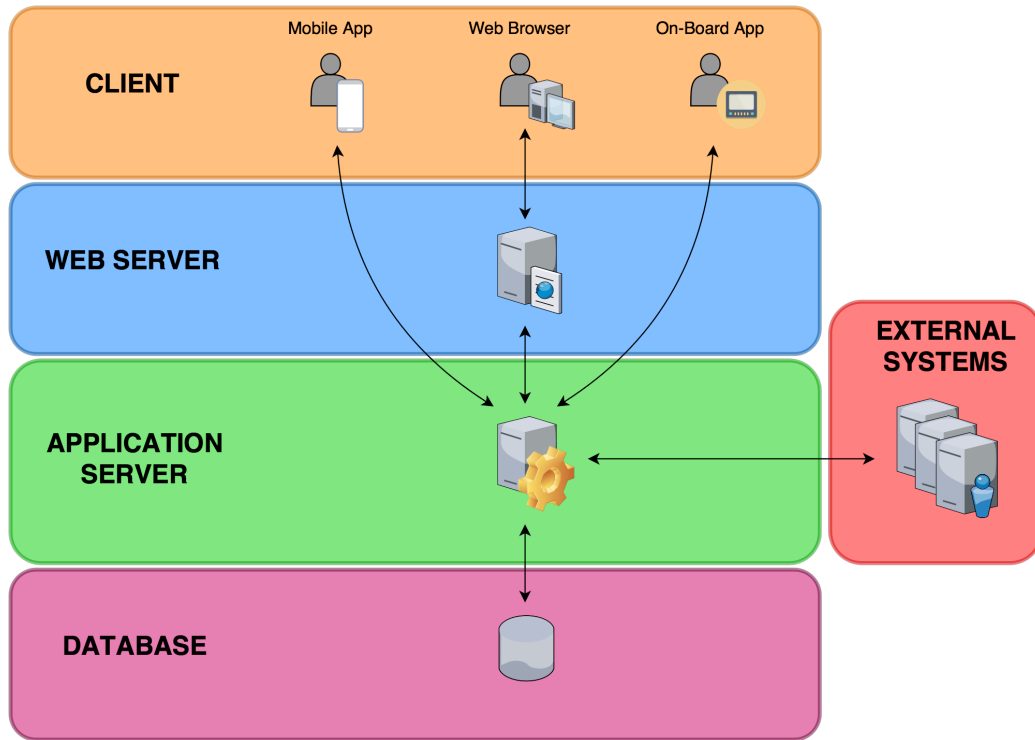 Mobile App
Web Browser
On-Board App
CLIENT
WEB SERVER
EXTERNAL
SYSTEMS
APPLICATION
SERVER
DATABASE